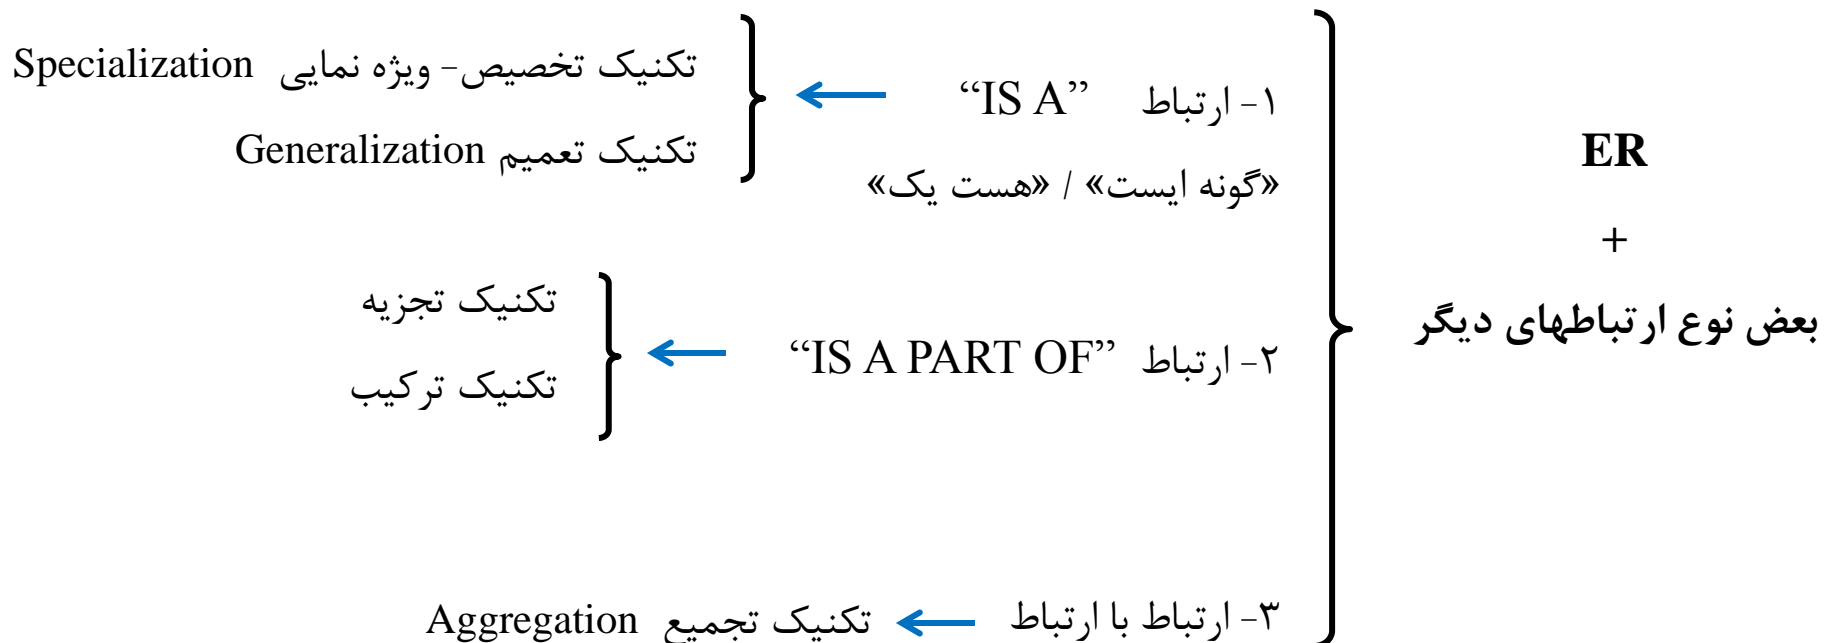 ER
+
بعض نوع ارتباطهای دیگر
۱- ارتباط “IS A”
«گونه ایست» / «هست یک»
تکنیک تخصیص- ویژه نمایی Specialization
تکنیک تعمیم Generalization
۲- ارتباط “IS A PART OF”
تکنیک تجزیه
تکنیک ترکیب
۳- ارتباط با ارتباط
تکنیک تجمیع Aggregation